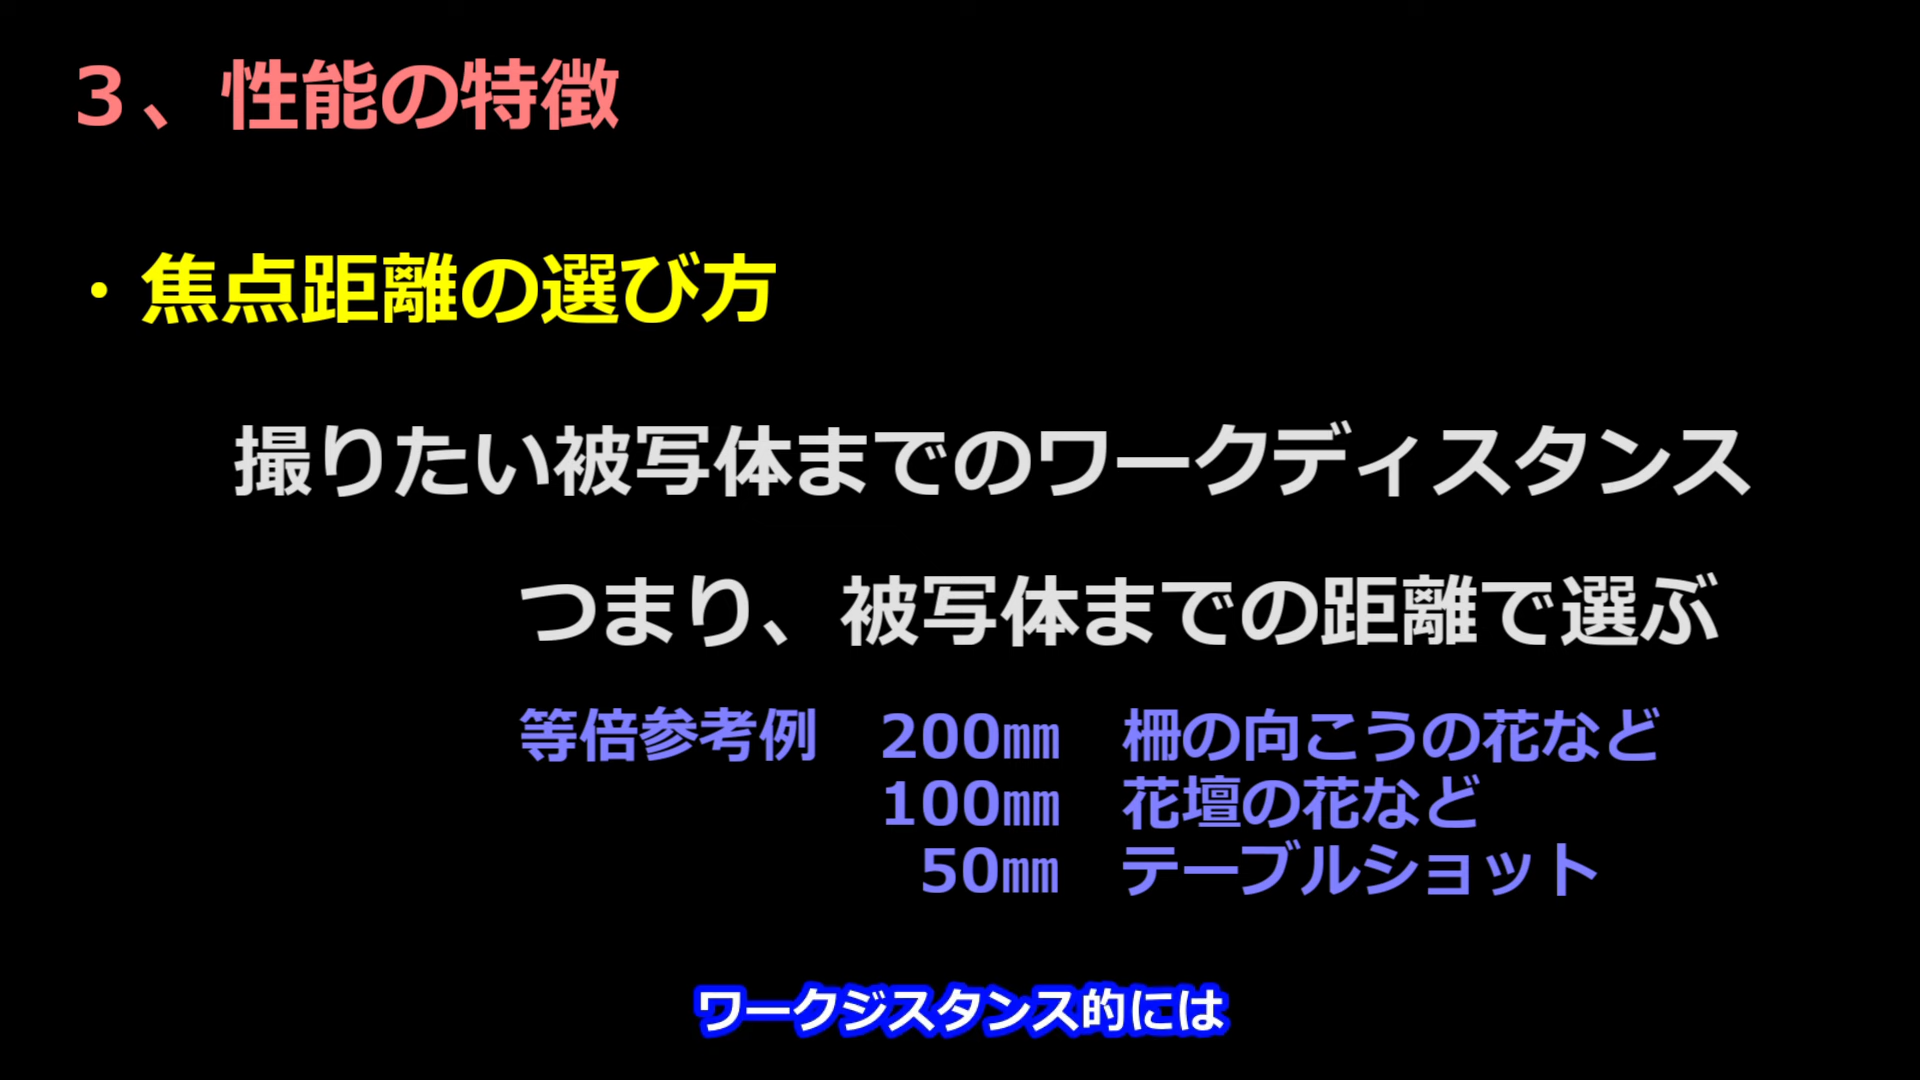 ３、性能の特徴
・焦点距離の選び方
撮りたい被写体までのワークディスタンス
つまり、被写体までの距離で選ぶ
等倍参考例　200㎜　柵の向こうの花など
100㎜　花壇の花など
50㎜　テーブルショット
ワークジスタンス的には